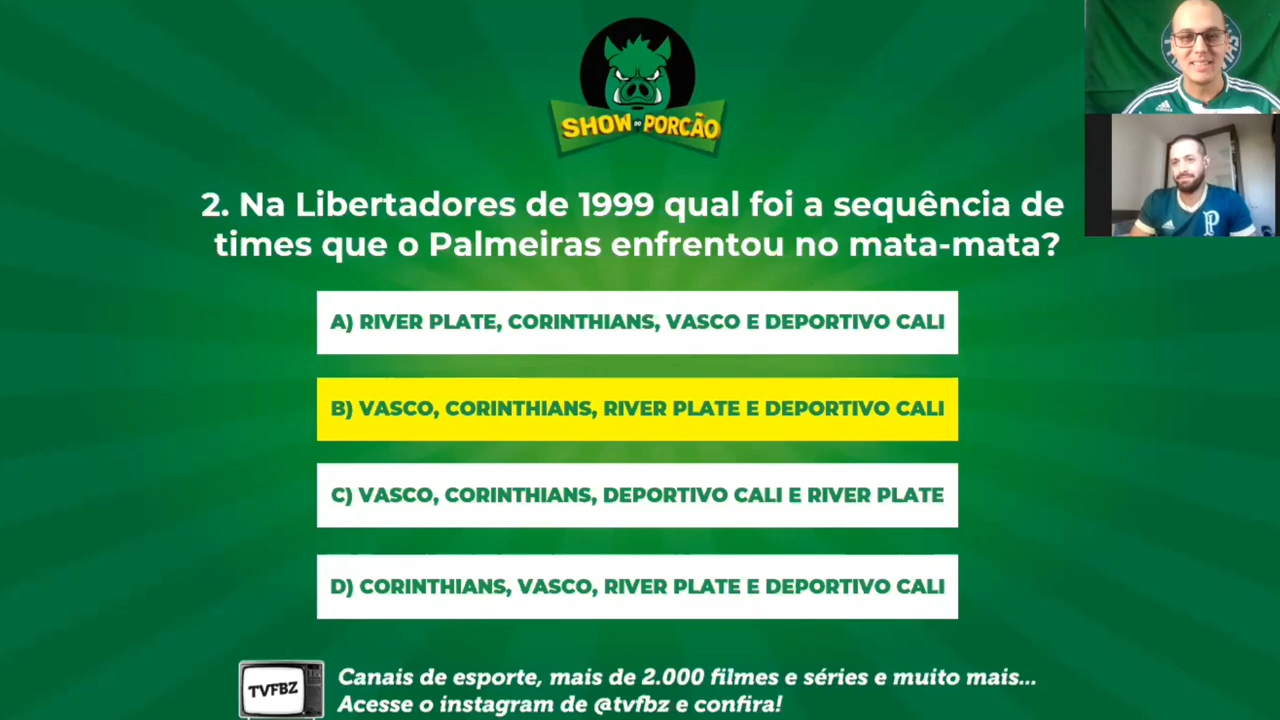 SHOW DO PORCÃO
2. Na Libertadores de 1999 qual foi a sequência de
times que o Palmeiras enfrentou no mata-mata?
A) RIVER PLATE, CORINTHIANS, VASCO E DEPORTIVO CALI
B) VASCO, CORINTHIANS, RIVER PLATE E DEPORTIVO CALI
C) VASCO, CORINTHIANS, DEPORTIVO CALI E RIVER PLATE
D) CORINTHIANS, VASCO, RIVER PLATE E DEPORTIVO CALI
TVFBZ
Canais de esporte, mais de 2.000 filmes e séries e muito mais...
Acesse o instagram de @tvfbz e confira!